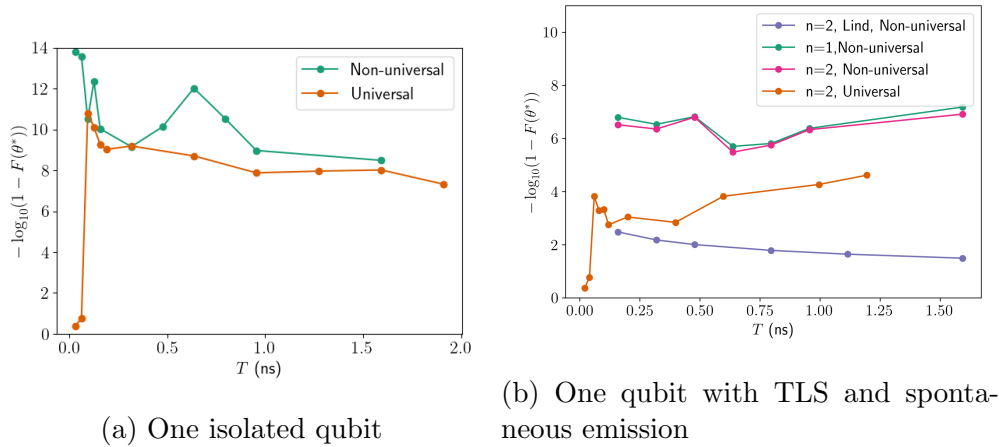 14
12
10
8
6
4
2
0
− log₁₀(1 − F(θ*))
Non-universal
Universal
0.0
0.5
1.0
1.5
2.0
T (ns)
(a) One isolated qubit
10
8
6
4
2
0
− log₁₀(1 − F(θ*))
n=2, Lind, Non-universal
n=1,Non-universal
n=2, Non-universal
n=2, Universal
0.00
0.25
0.50
0.75
1.00
1.25
1.50
T (ns)
(b) One qubit with TLS and sponta-
neous emission